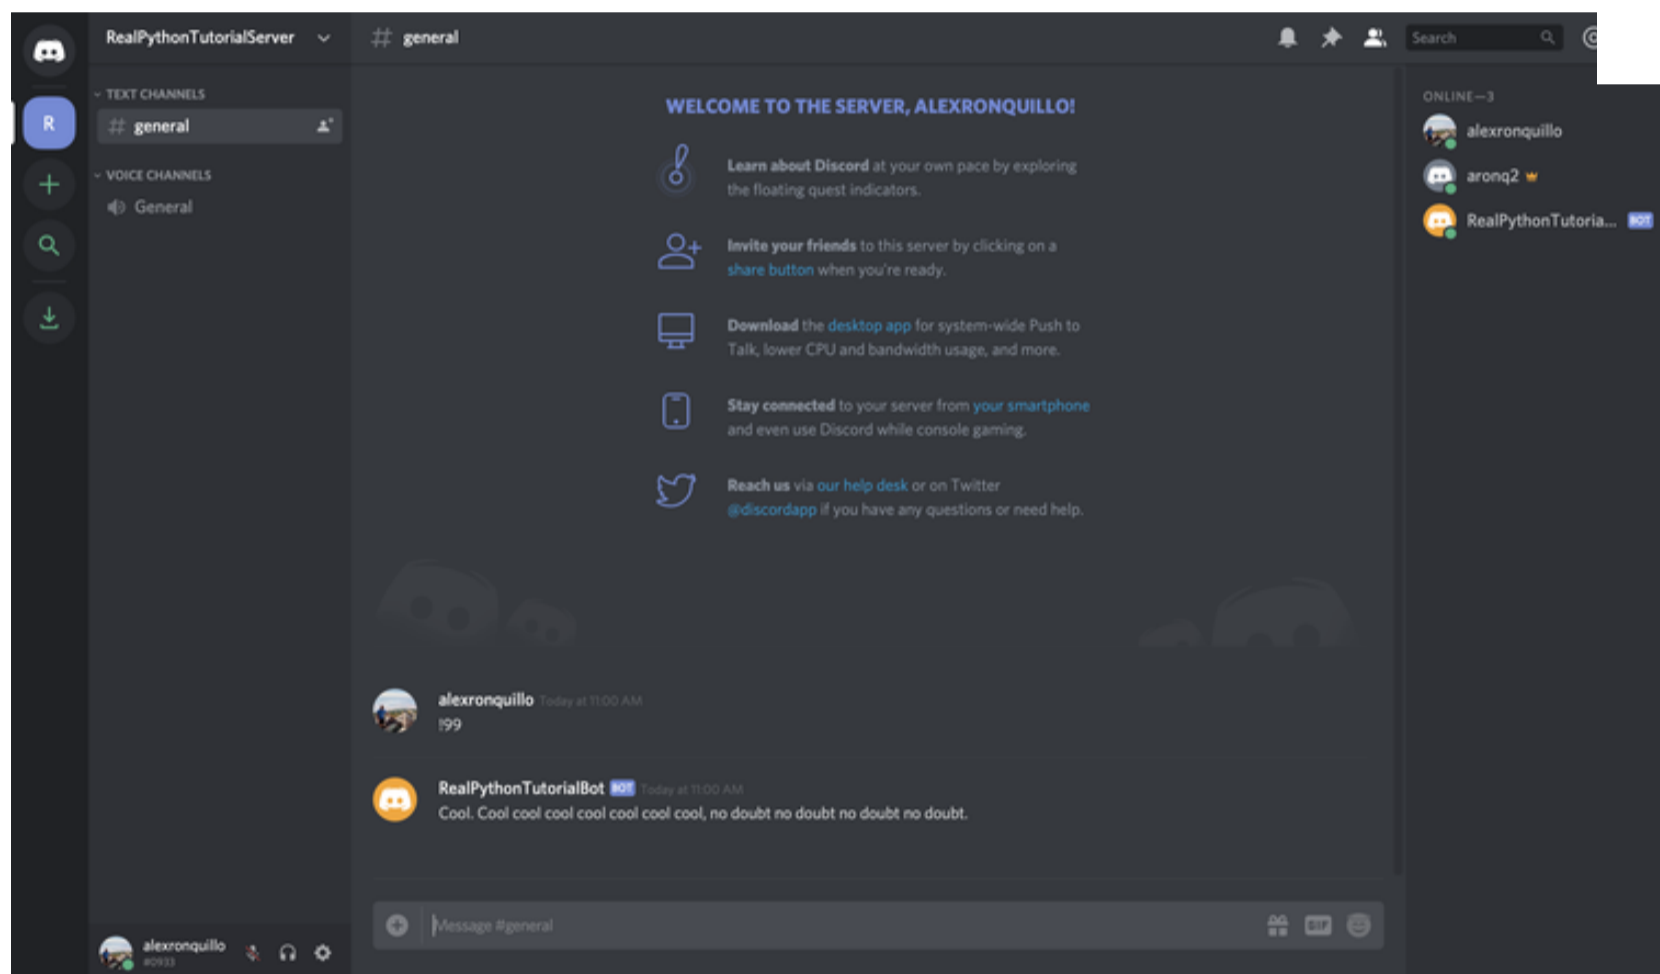 RealPythonTutorialServer
# general
TEXT CHANNELS
# general
VOICE CHANNELS
General
R
WELCOME TO THE SERVER, ALEXRONQUILLO!
Learn about Discord at your own pace by exploring
the floating quest indicators.
Invite your friends to this server by clicking on a
share button when you're ready.
Download the desktop app for system-wide Push to
Talk, lower CPU and bandwidth usage, and more.
Stay connected to your server from your smartphone
and even use Discord while console gaming.
Reach us via our help desk or on Twitter
@discordapp if you have any questions or need help.
alexronquillo Today at 11:00 AM
!99
RealPythonTutorialBot BOT Today at 11:00 AM
Cool. Cool cool cool cool cool cool cool, no doubt no doubt no doubt no doubt.
Message #general
GIF
alexronquillo
#0933
Search
ONLINE—3
alexronquillo
aronq2
RealPythonTutoria... BOT